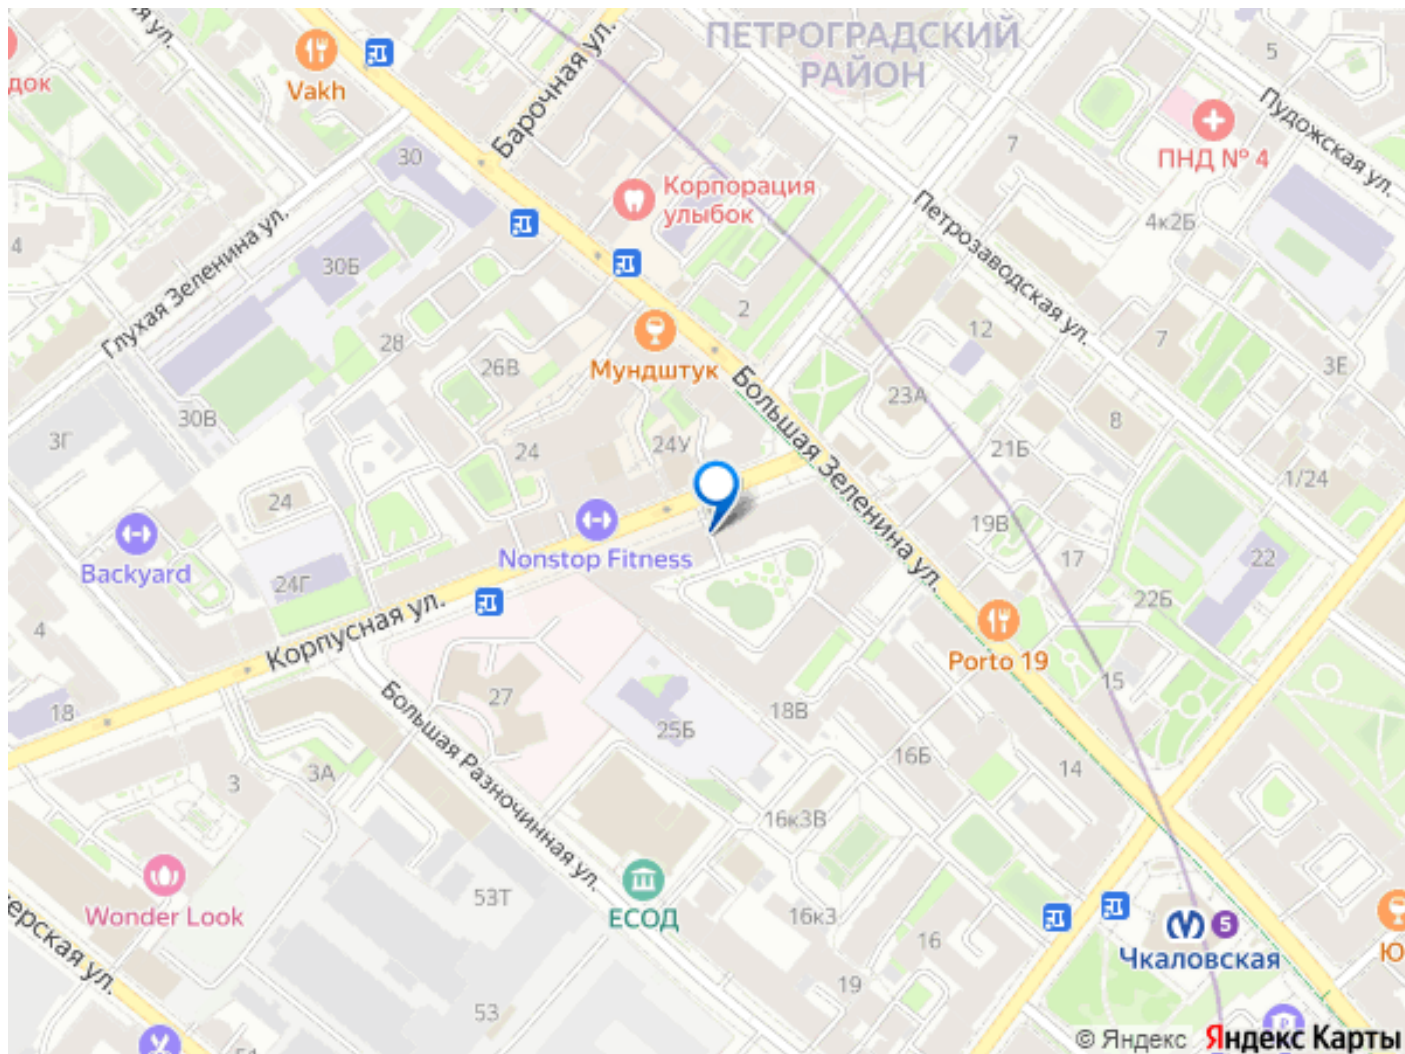 ПЕТРОГРАДСКИЙ
РАЙОН
Vakh
Барочная ул.
5
Пудожская ул.
док
30
7
ПНД № 4
Корпорация
улыбок
Петрозаводская ул.
4к2Б
4
Глухая Зеленина ул.
30Б
2
28
26В
Мундштук
12
7
3Е
Большая Зеленина ул.
23А
30В
8
3Г
24
24У
21Б
1/24
24
19В
Backyard
Nonstop Fitness
17
22
24Г
22Б
4
Корпусная ул.
Porto 19
15
27
Большая Разночинная ул.
18
25Б
18В
16Б
14
3
3А
16к3В
Wonder Look
53Т
ЕСОД
16к3
16
5
Чкаловская
Ю
19
53
© Яндекс Яндекс Карты